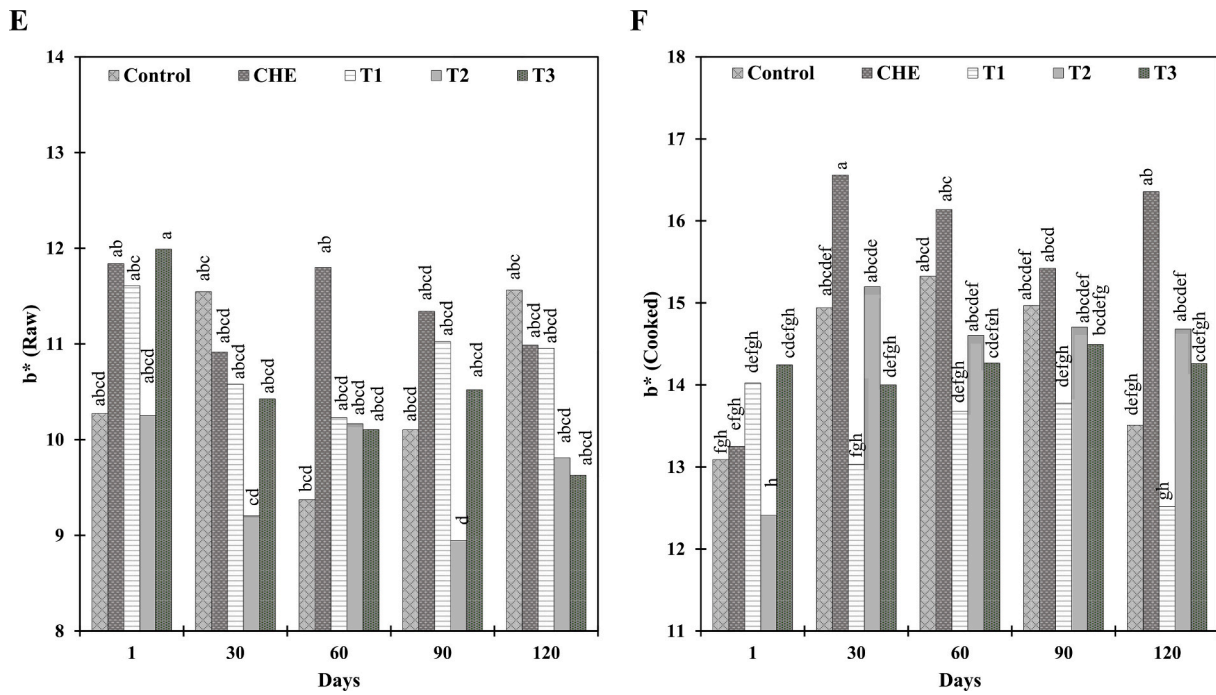 E
b* (Raw)
14
13
12
11
10
9
8
Control CHE T1 T2 T3
abcd ab abc abcd a
abc abcd abcd cd abcd
bcd ab abcd abcd abcd
abcd abcd d abcd
abc abcd abcd abcd abcd
1 30 60 90 120
Days
F
b* (Cooked)
18
17
16
15
14
13
12
11
Control CHE T1 T2 T3
fgh efgh defgh h cdefgh
abcdef a fgh abcde defgh
abcd abc defgh abcdef cdefgh
abcdef abcd defgh abcdef bcdefg
defgh ab gh abcdef cdefgh
1 30 60 90 120
Days